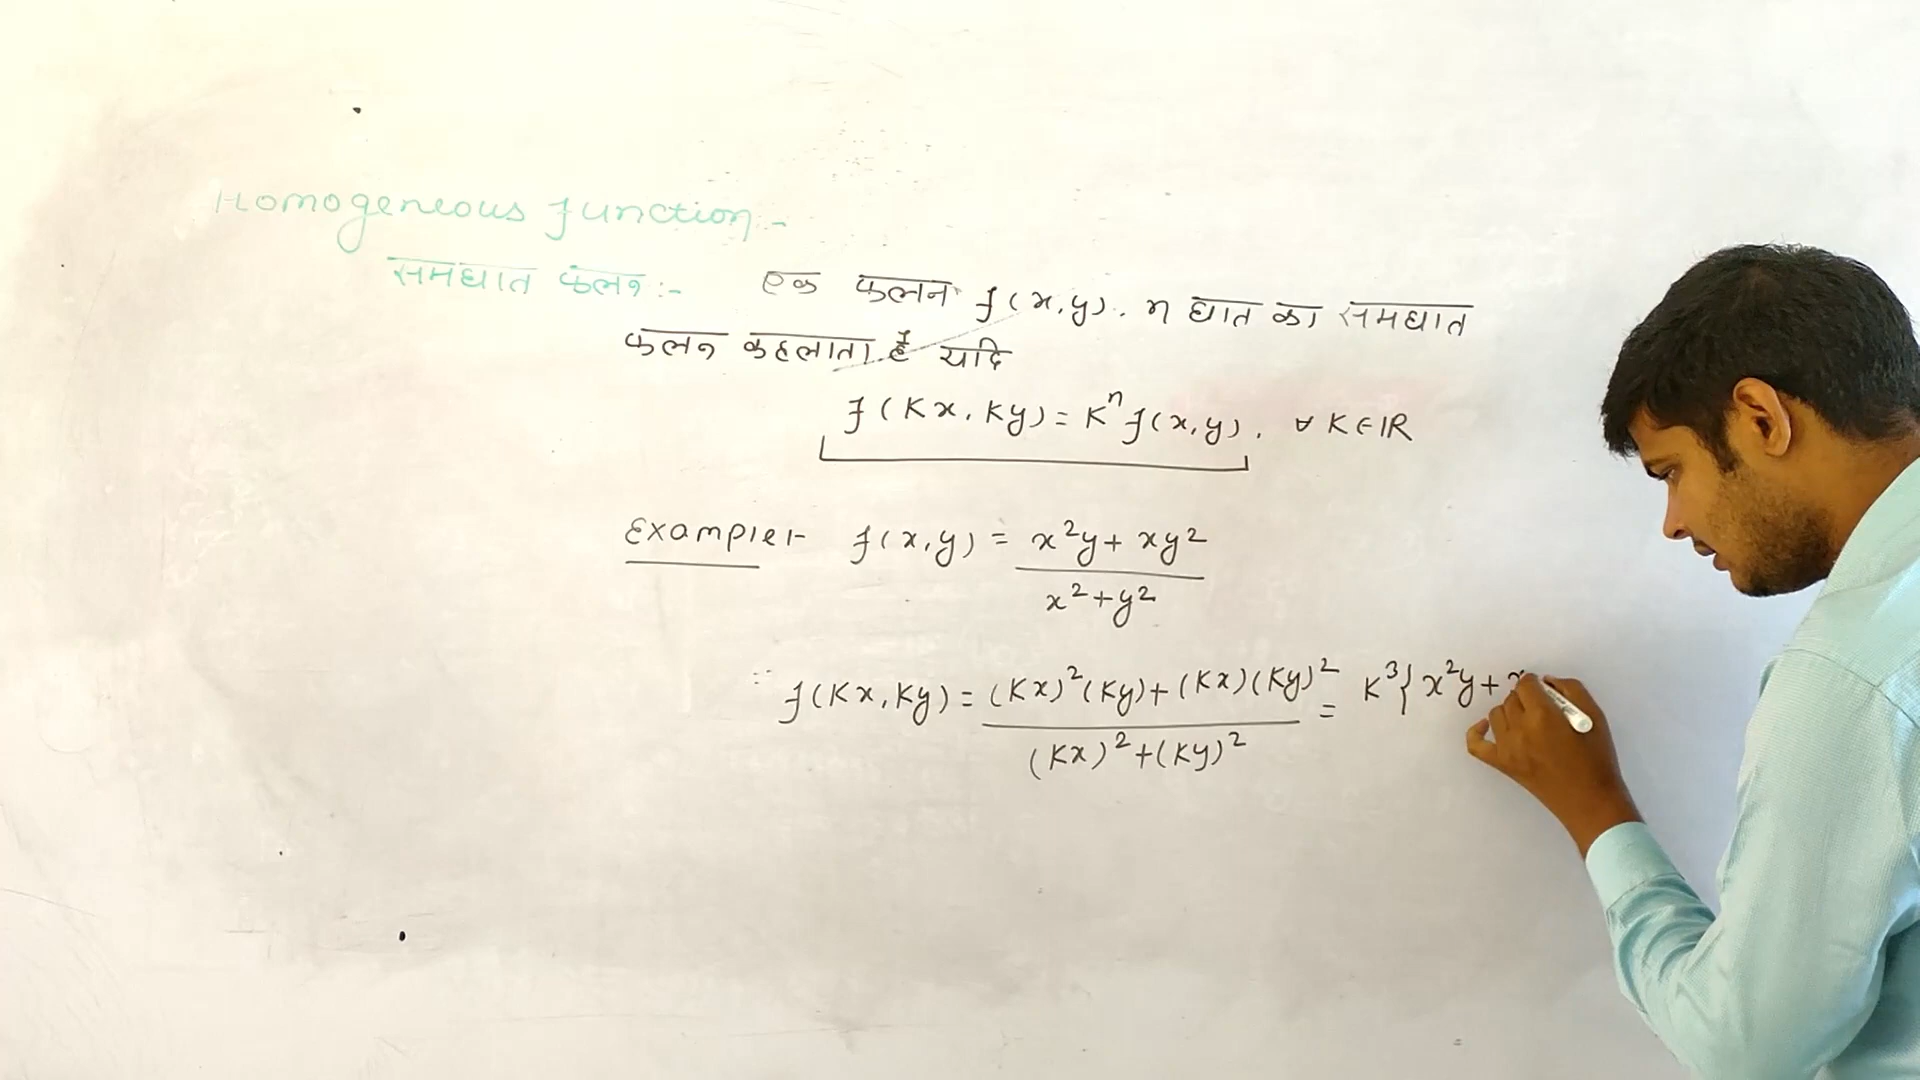 Homogeneous function:-
समघात फलन:- एक फलन f(x,y), n घात का समघात
फलन कहलाता है यदि
f(Kx, Ky) = Kⁿ f(x,y), ∀ K∈IR
Example:- f(x,y) = x²y + xy²
x² + y²
∵ f(Kx, Ky) = (Kx)²(Ky) + (Kx)(Ky)² = K³{x²y +
(Kx)² + (Ky)²